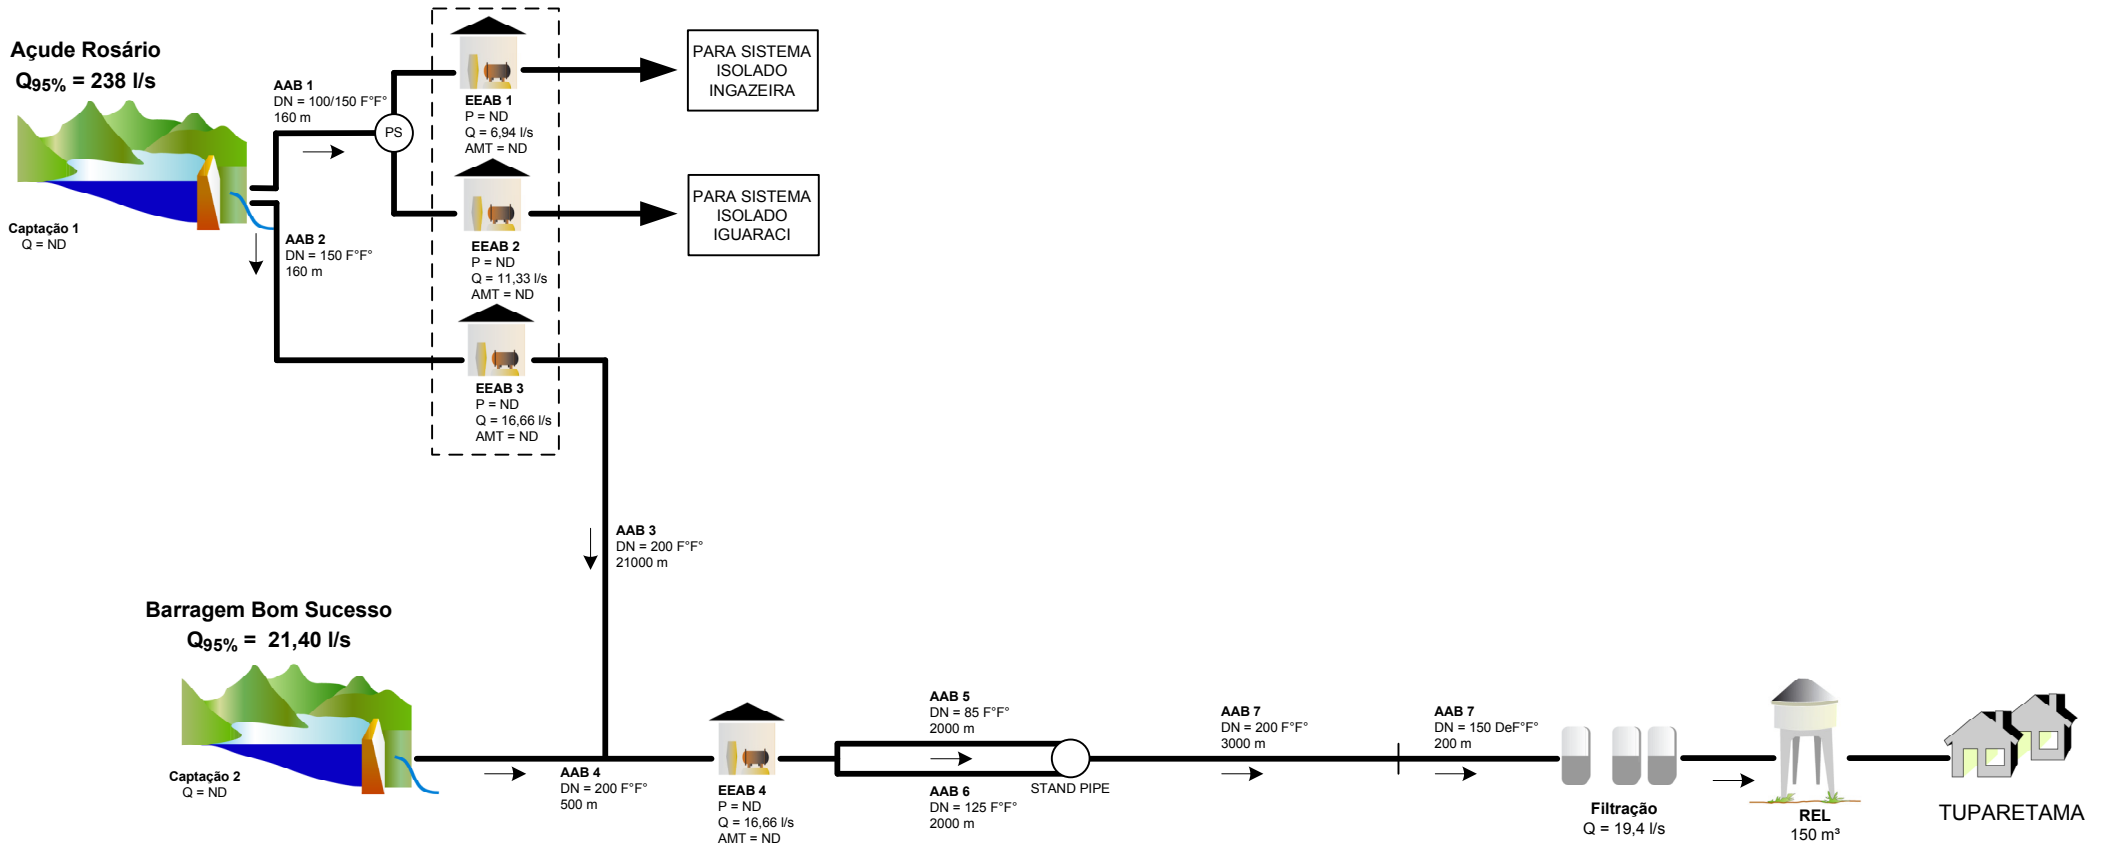 Açude Rosário
Q95% = 238 l/s
Captação 1
Q = ND
AAB 1
DN = 100/150 F°F°
160 m
PS
AAB 2
DN = 150 F°F°
160 m
EEAB 1
P = ND
Q = 6,94 l/s
AMT = ND
PARA SISTEMA
ISOLADO
INGAZEIRA
EEAB 2
P = ND
Q = 11,33 l/s
AMT = ND
PARA SISTEMA
ISOLADO
IGUARACI
EEAB 3
P = ND
Q = 16,66 l/s
AMT = ND
AAB 3
DN = 200 F°F°
21000 m
Barragem Bom Sucesso
Q95% = 21,40 l/s
Captação 2
Q = ND
AAB 4
DN = 200 F°F°
500 m
EEAB 4
P = ND
Q = 16,66 l/s
AMT = ND
AAB 5
DN = 85 F°F°
2000 m
AAB 6
DN = 125 F°F°
2000 m
STAND PIPE
AAB 7
DN = 200 F°F°
3000 m
AAB 7
DN = 150 DeF°F°
200 m
Filtração
Q = 19,4 l/s
REL
150 m³
TUPARETAMA